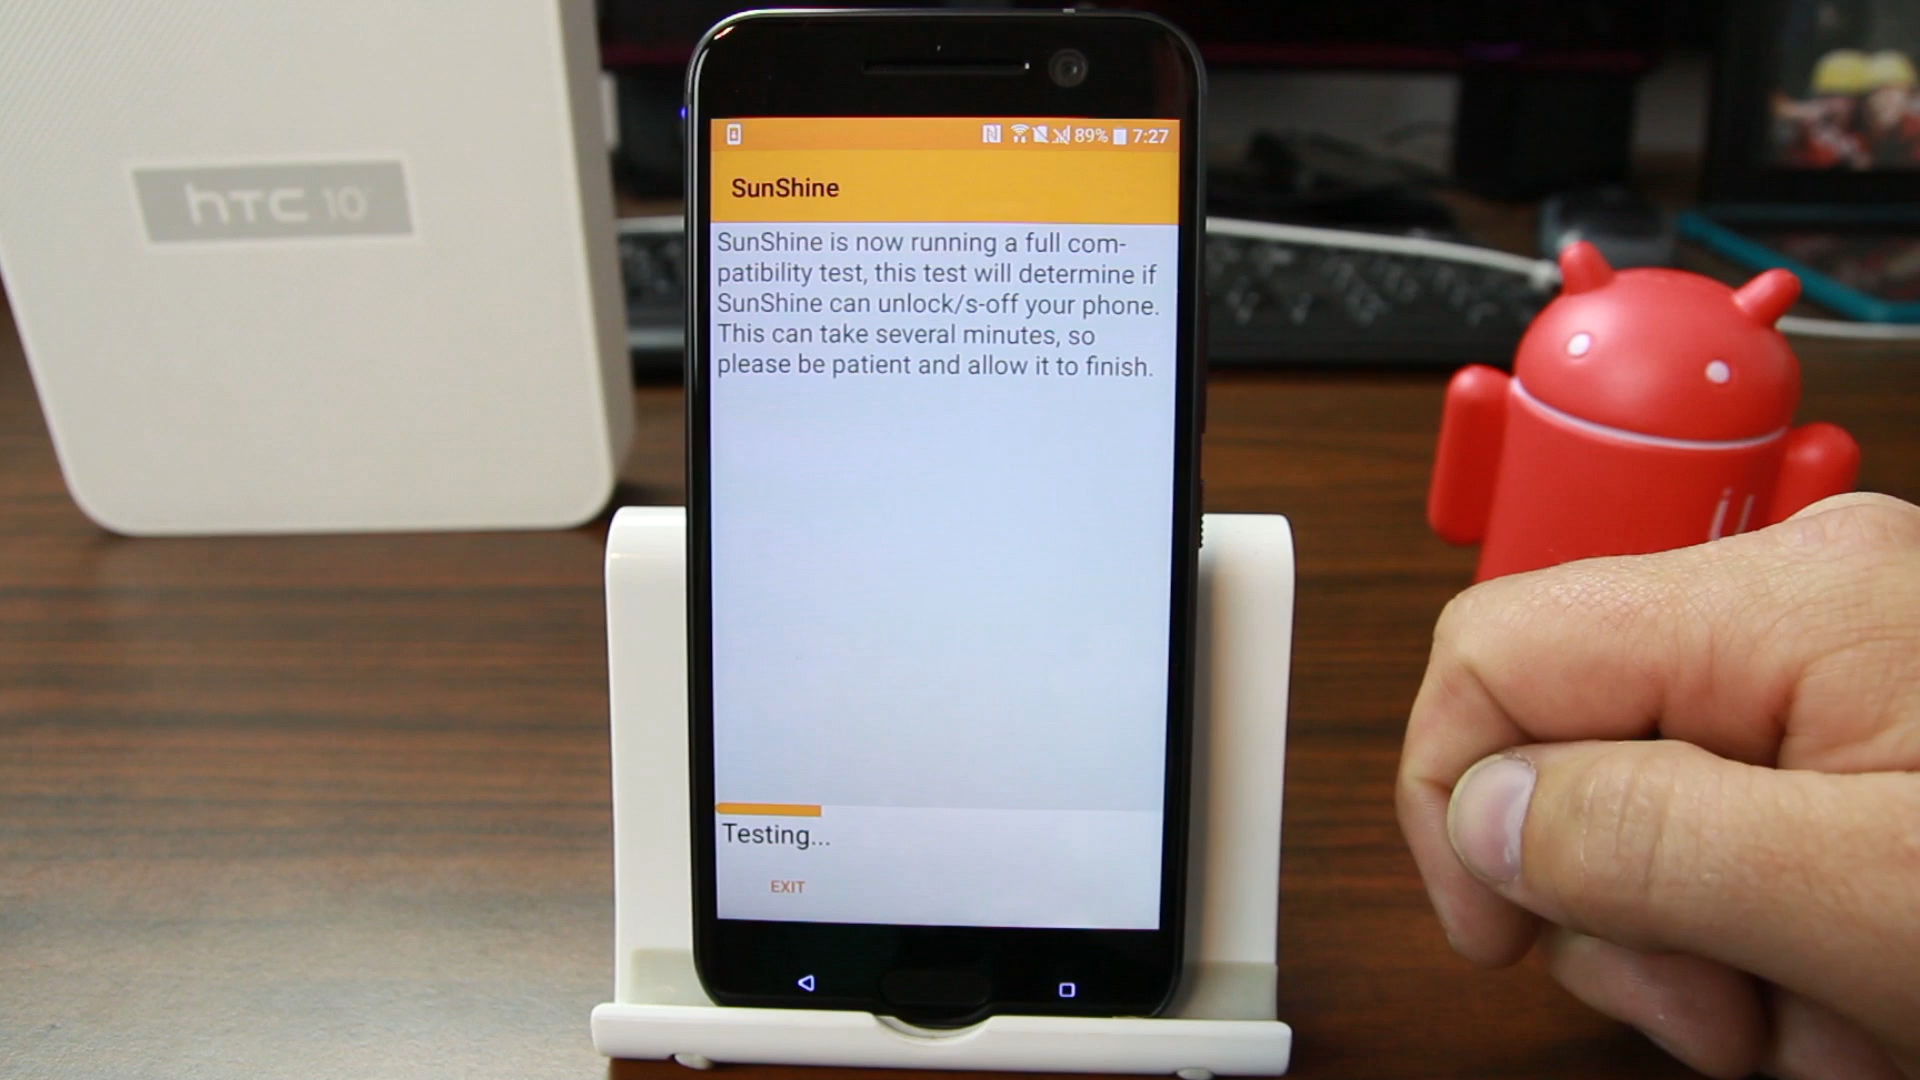 hTC 10
89% 7:27
SunShine
SunShine is now running a full com-
patibility test, this test will determine if
SunShine can unlock/s-off your phone.
This can take several minutes, so
please be patient and allow it to finish.
Testing...
EXIT